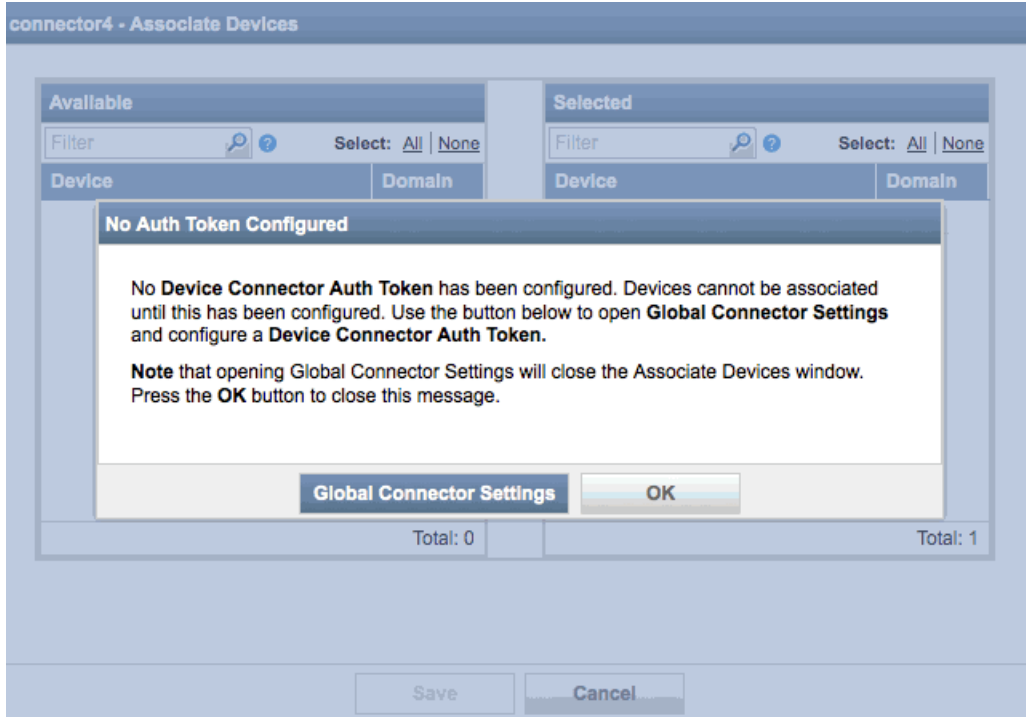 connector4 - Associate Devices
Available
Selected
Filter
Select: All | None
Filter
Select: All | None
Device Domain
Device Domain
No Auth Token Configured
No Device Connector Auth Token has been configured. Devices cannot be associated
until this has been configured. Use the button below to open Global Connector Settings
and configure a Device Connector Auth Token.
Note that opening Global Connector Settings will close the Associate Devices window.
Press the OK button to close this message.
Global Connector Settings
OK
Total: 0
Total: 1
Save
Cancel